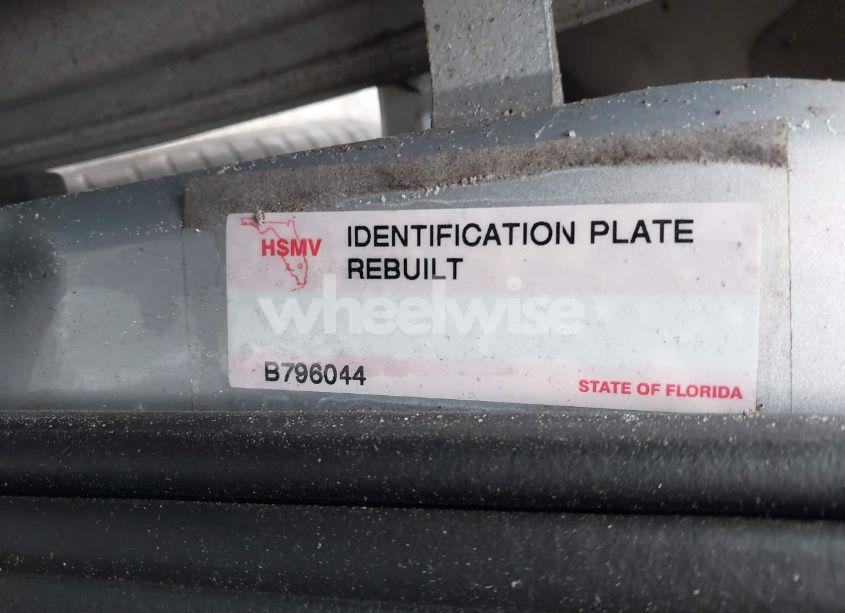 HSMV
IDENTIFICATION PLATE
REBUILT
wheelwise
B796044
STATE OF FLORIDA